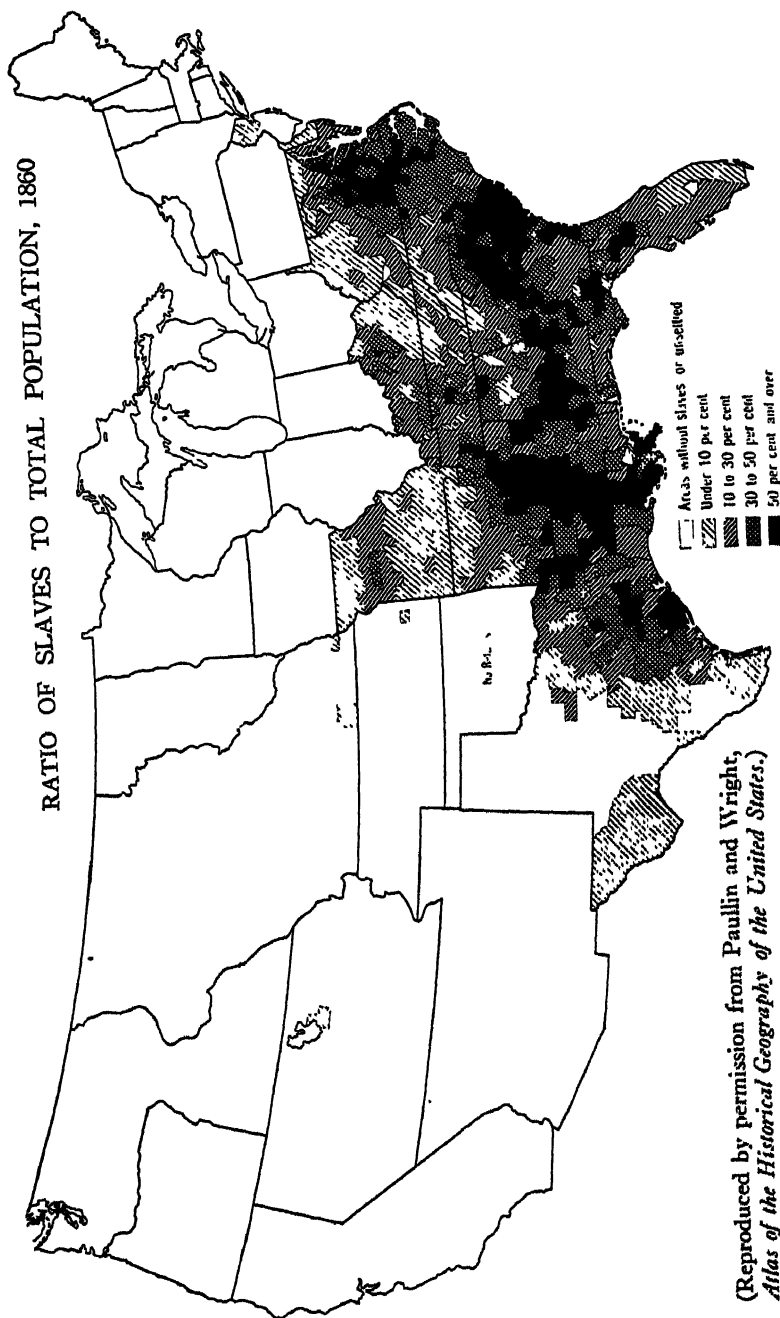 RATIO OF SLAVES TO TOTAL POPULATION, 1860
Areas without slaves or unsettled
Under 10 per cent
10 to 30 per cent
30 to 50 per cent
50 per cent and over
(Reproduced by permission from Paullin and Wright,
Atlas of the Historical Geography of the United States.)